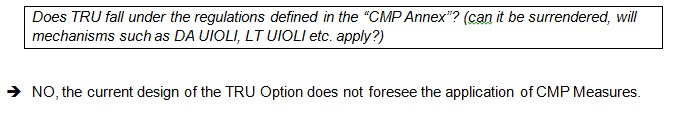 Does TRU fall under the regulations defined in the "CMP Annex"? (can it be surrendered, will
mechanisms such as DA UIOLI, LT UIOLI etc. apply?)
➔ NO, the current design of the TRU Option does not foresee the application of CMP Measures.